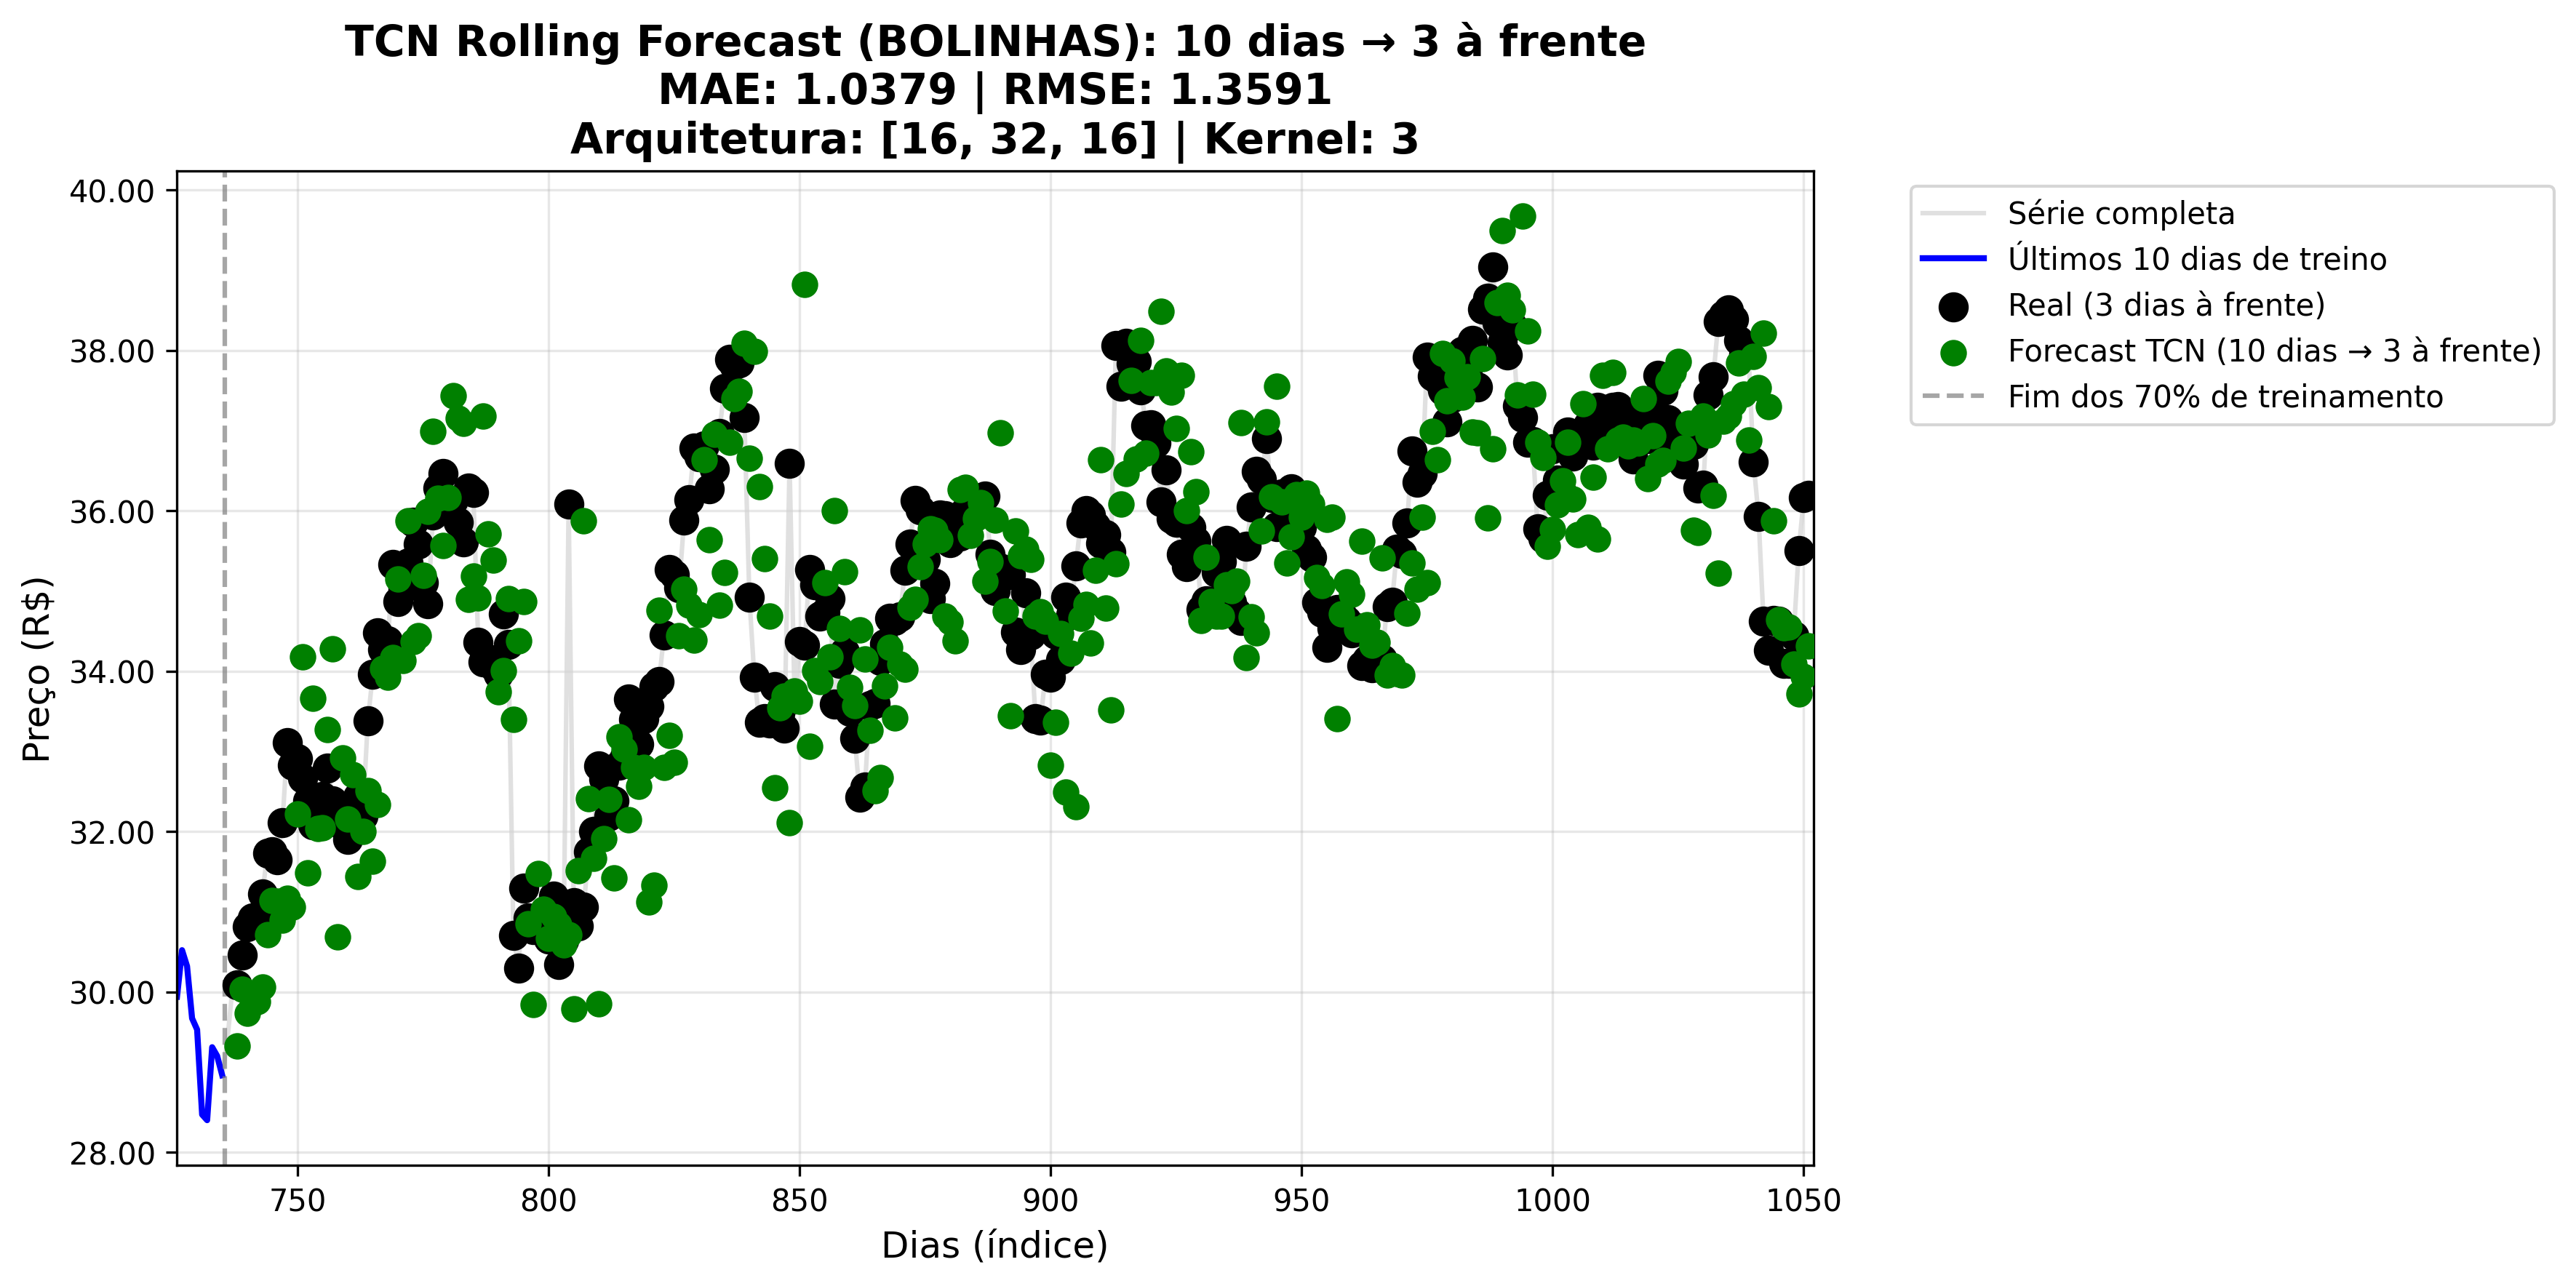 TCN Rolling Forecast (BOLINHAS): 10 dias → 3 à frente
MAE: 1.0379 | RMSE: 1.3591
Arquitetura: [16, 32, 16] | Kernel: 3
Preço (R$)
40.00
38.00
36.00
34.00
32.00
30.00
28.00
750
800
850
900
950
1000
1050
Dias (índice)
Série completa
Últimos 10 dias de treino
Real (3 dias à frente)
Forecast TCN (10 dias → 3 à frente)
Fim dos 70% de treinamento